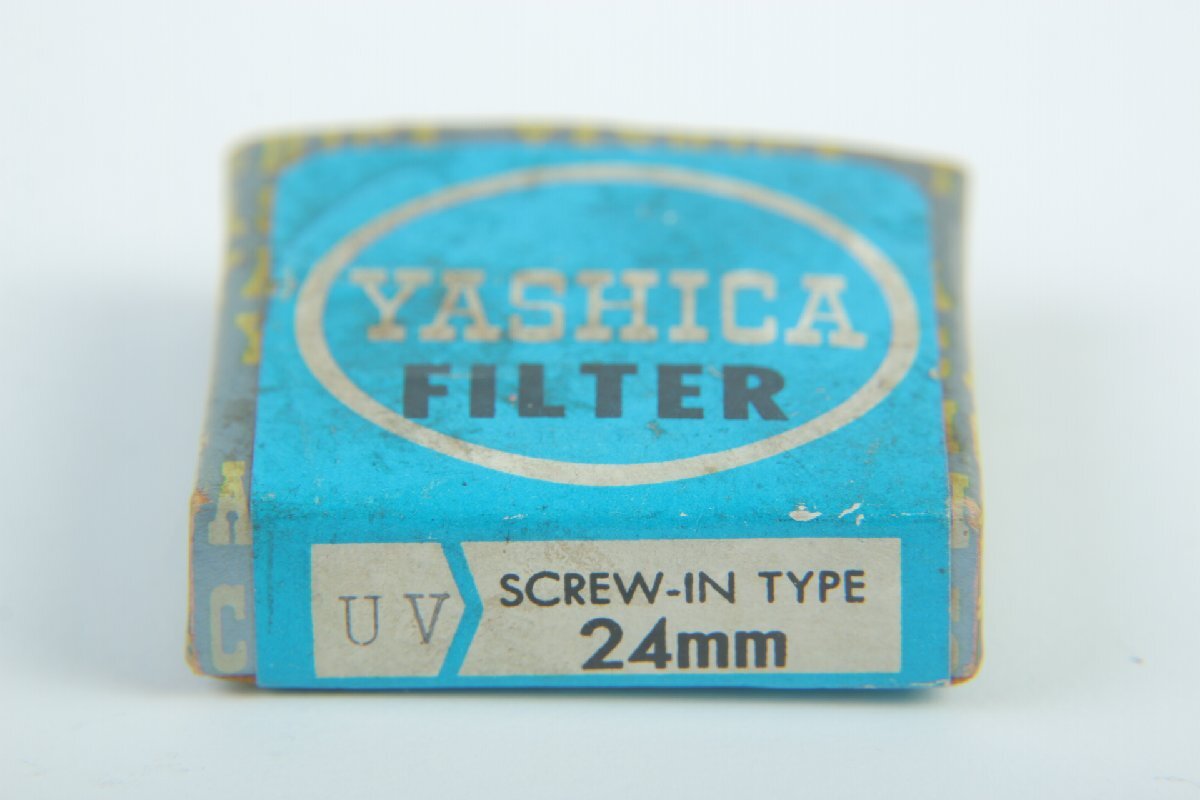 YASHICA
FILTER
UV
SCREW-IN TYPE
24mm
A
C